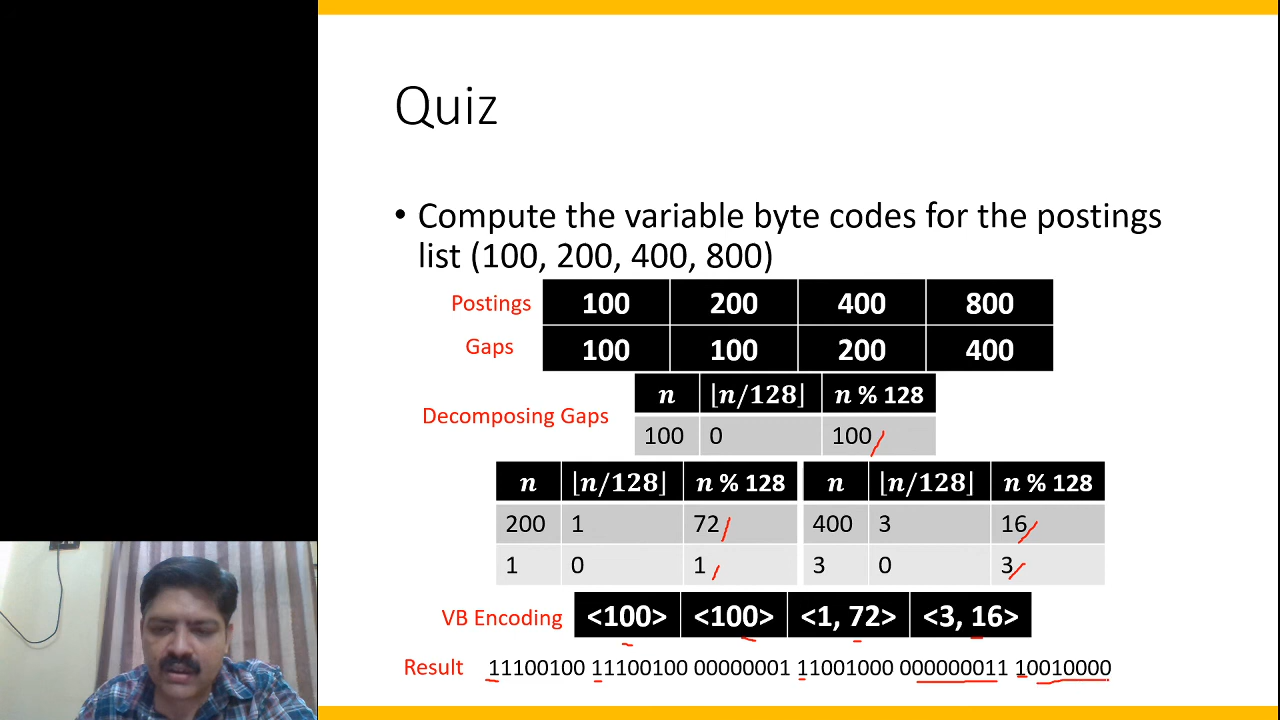 Quiz
• Compute the variable byte codes for the postings
list (100, 200, 400, 800)
Postings 100 200 400 800
Gaps 100 100 200 400
n ⌊n/128⌋ n % 128
Decomposing Gaps
100 0 100
n ⌊n/128⌋ n % 128 n ⌊n/128⌋ n % 128
200 1 72 400 3 16
1 0 1 3 0 3
VB Encoding <100> <100> <1, 72> <3, 16>
Result 11100100 11100100 00000001 11001000 000000011 10010000